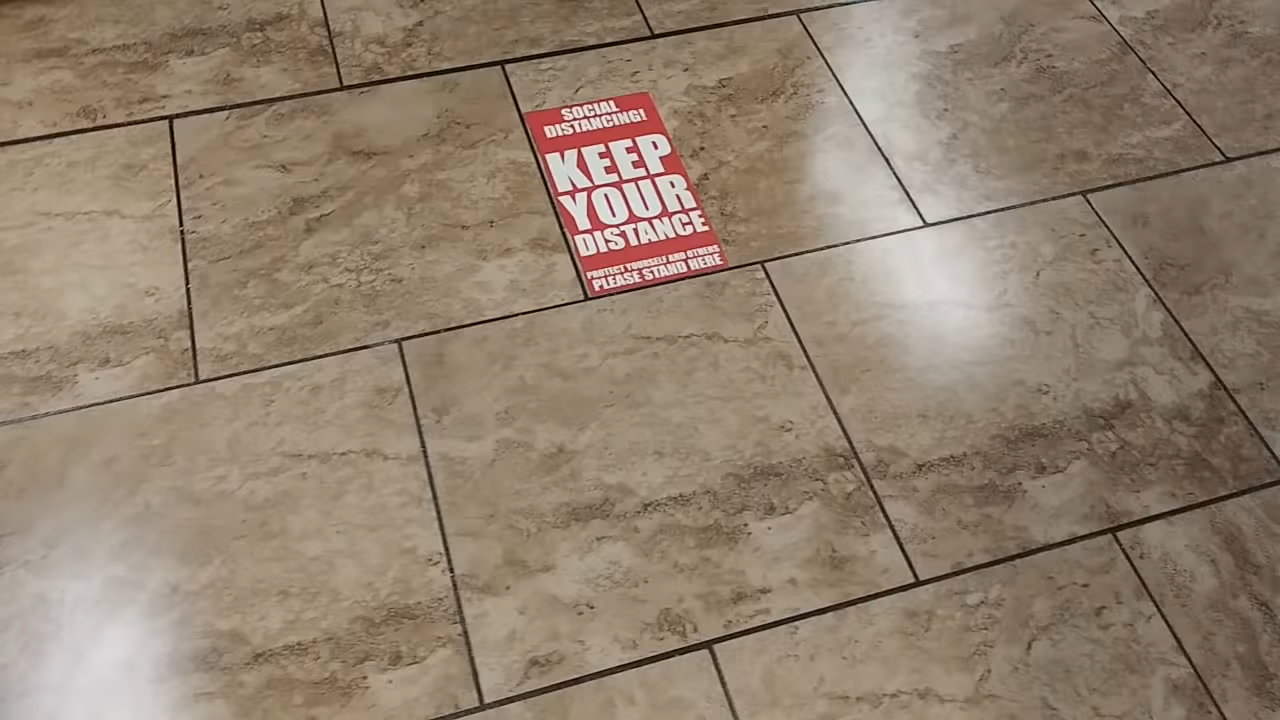 SOCIAL
DISTANCING!
KEEP
YOUR
DISTANCE
PROTECT YOURSELF AND OTHERS
PLEASE STAND HERE